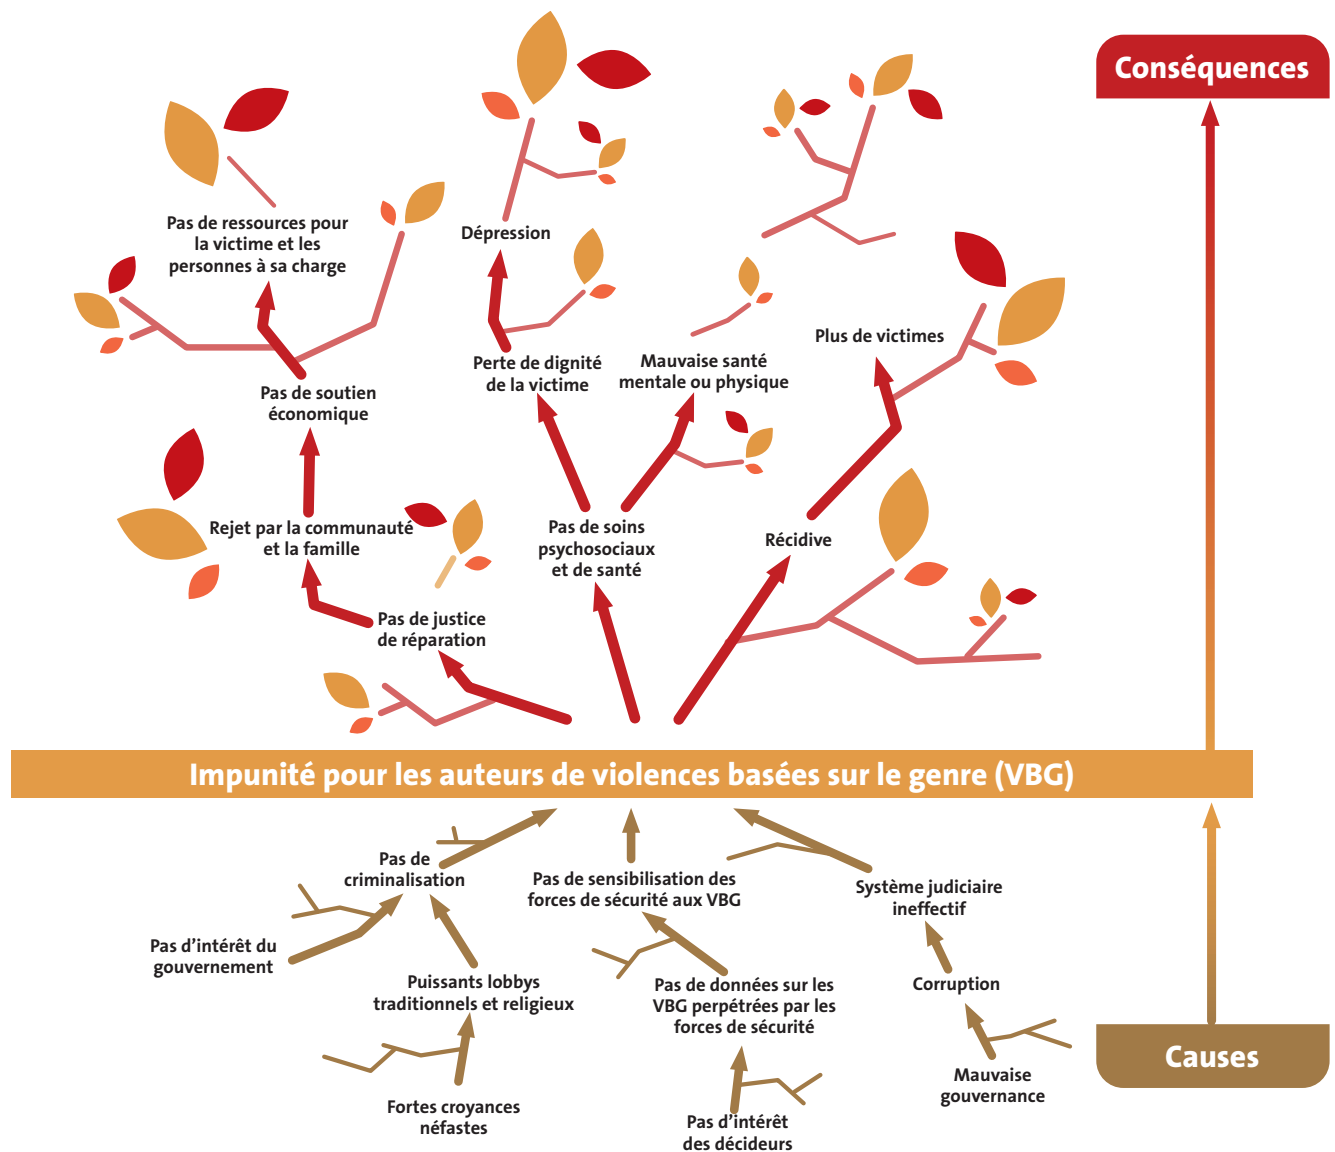 Conséquences
Pas de ressources pour
la victime et les
personnes à sa charge
Dépression
Plus de victimes
Perte de dignité
de la victime
Mauvaise santé
mentale ou physique
Pas de soutien
économique
Rejet par la communauté
et la famille
Pas de soins
psychosociaux
et de santé
Récidive
Pas de justice
de réparation
Impunité pour les auteurs de violences basées sur le genre (VBG)
Pas de
criminalisation
Pas de sensibilisation des
forces de sécurité aux VBG
Système judiciaire
ineffectif
Pas d’intérêt du
gouvernement
Puissants lobbys
traditionnels et religieux
Pas de données sur les
VBG perpétrées par les
forces de sécurité
Corruption
Causes
Mauvaise
gouvernance
Fortes croyances
néfastes
Pas d’intérêt
des décideurs